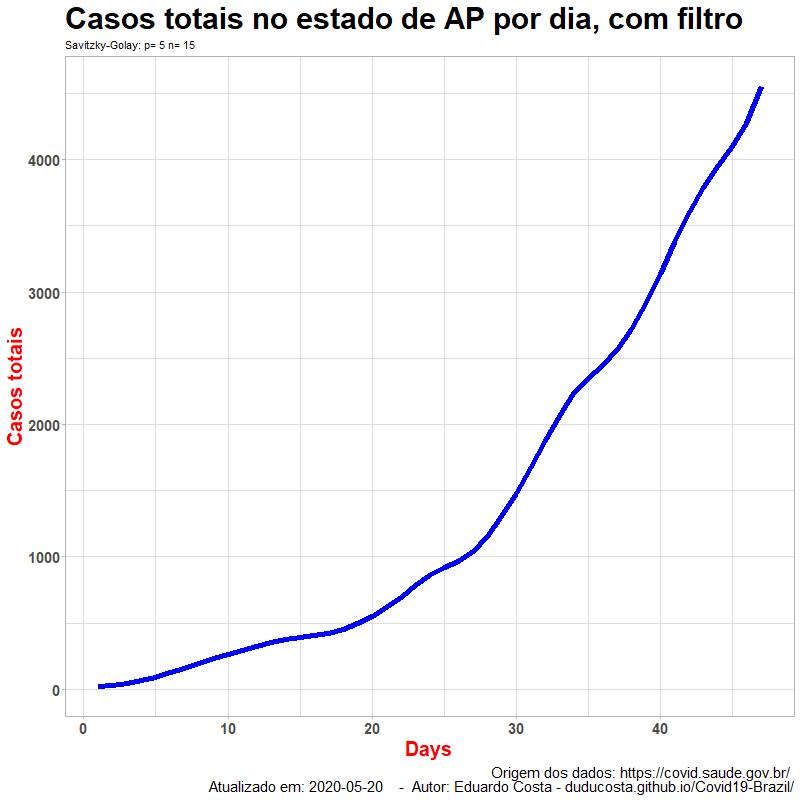 Casos totais no estado de AP por dia, com filtro
Savitzky-Golay: p= 5 n= 15
Casos totais
4000
3000
2000
1000
0
0 10 20 30 40
Days
Origem dos dados: https://covid.saude.gov.br/
Atualizado em: 2020-05-20 - Autor: Eduardo Costa - duducosta.github.io/Covid19-Brazil/